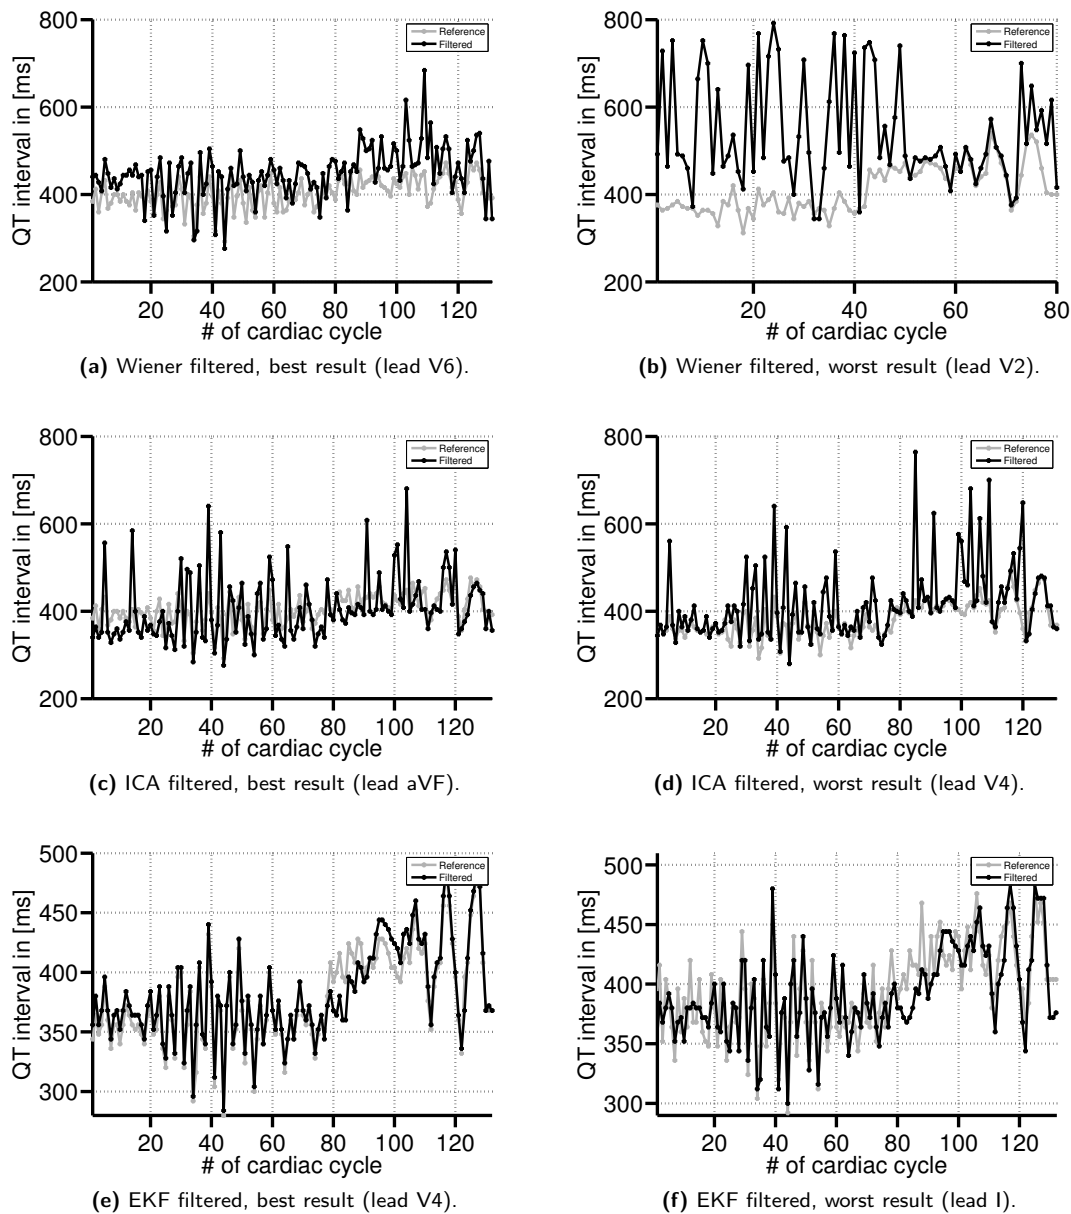 800
600
400
200
QT interval in [ms]
Reference
Filtered
20 40 60 80 100 120
# of cardiac cycle
(a) Wiener filtered, best result (lead V6).
800
600
400
200
QT interval in [ms]
Reference
Filtered
20 40 60 80
# of cardiac cycle
(b) Wiener filtered, worst result (lead V2).
800
600
400
200
QT interval in [ms]
Reference
Filtered
20 40 60 80 100 120
# of cardiac cycle
(c) ICA filtered, best result (lead aVF).
800
600
400
200
QT interval in [ms]
Reference
Filtered
20 40 60 80 100 120
# of cardiac cycle
(d) ICA filtered, worst result (lead V4).
500
450
400
350
300
QT interval in [ms]
Reference
Filtered
20 40 60 80 100 120
# of cardiac cycle
(e) EKF filtered, best result (lead V4).
500
450
400
350
300
QT interval in [ms]
Reference
Filtered
20 40 60 80 100 120
# of cardiac cycle
(f) EKF filtered, worst result (lead I).